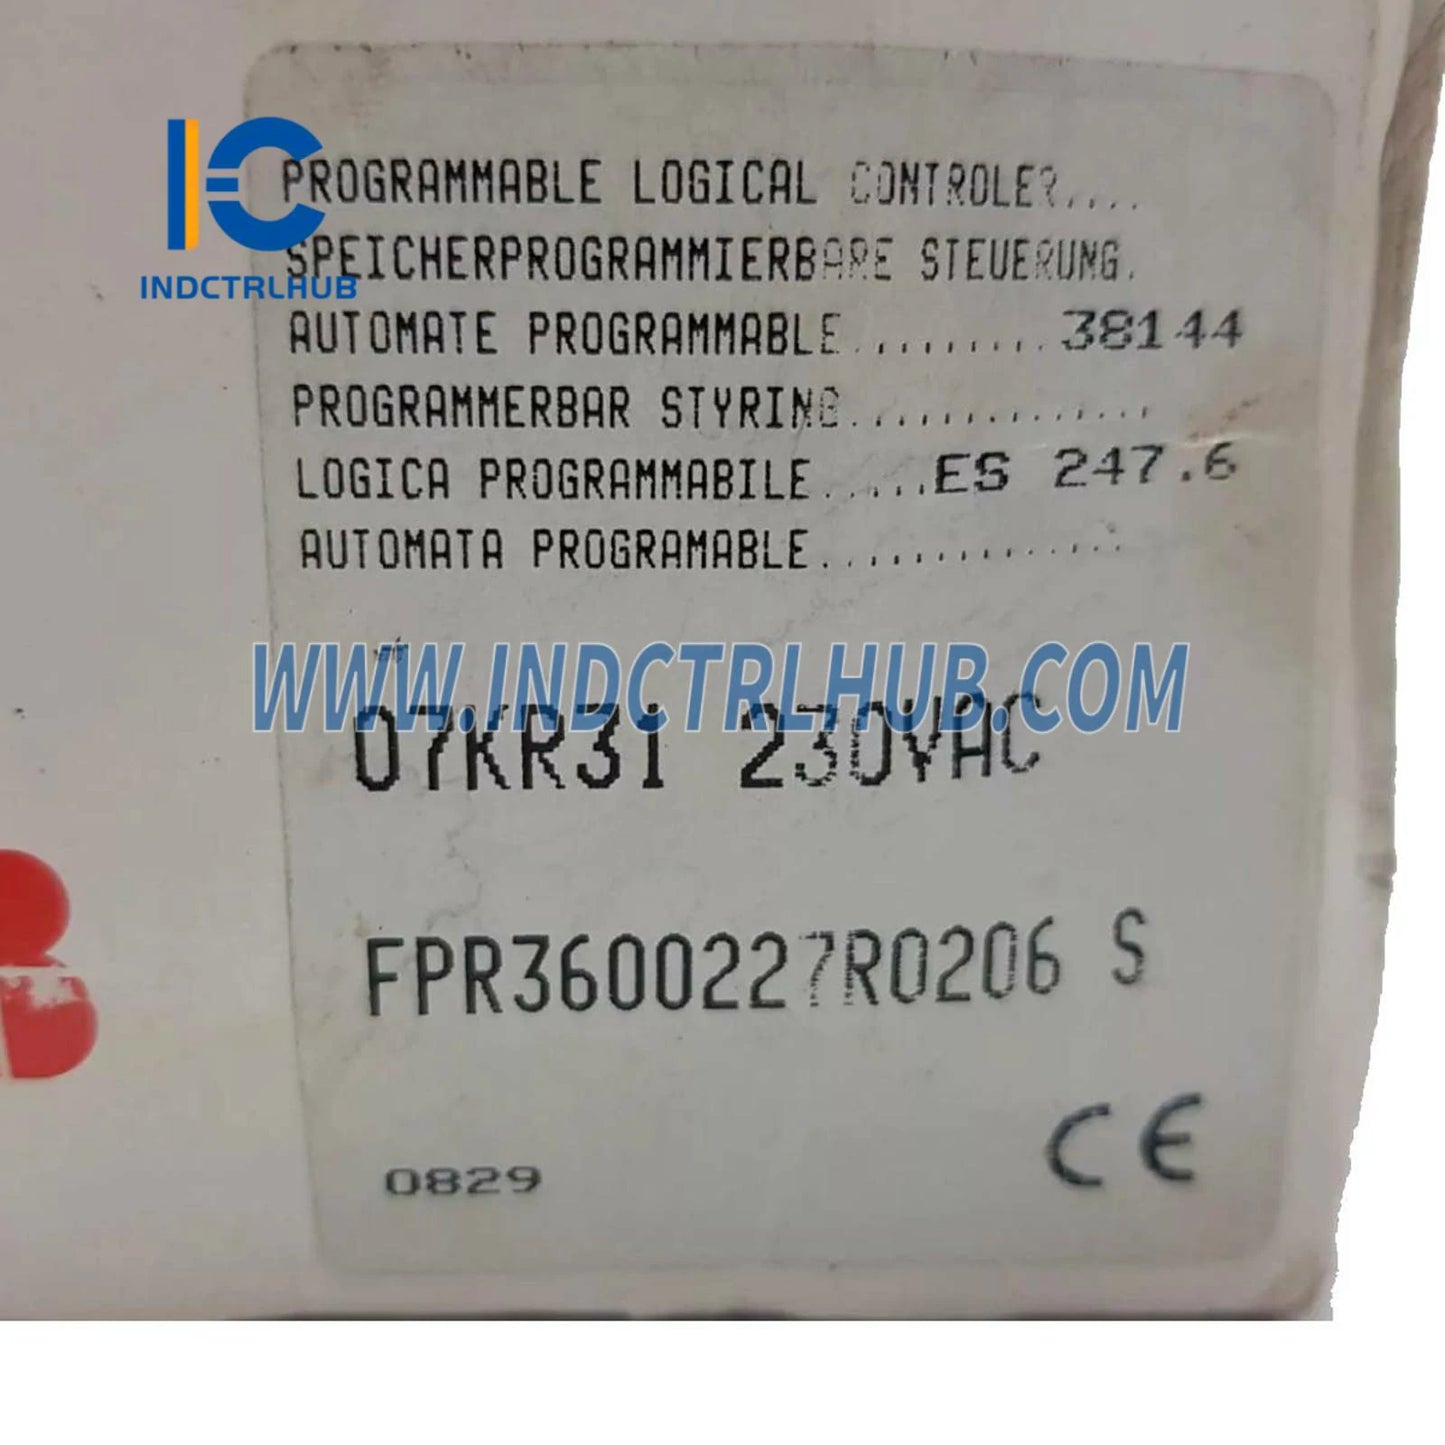 PROGRAMMABLE LOGICAL CONTROLER....
SPEICHERPROGRAMMIERBARE STEUERUNG.
INDCTRLHUB
AUTOMATE PROGRAMMABLE.........38144
PROGRAMMERBAR STYRING..............
LOGICA PROGRAMMABILE.....ES 247.6
AUTOMATA PROGRAMABLE..............
WWW.INDCTRLHUB.COM
07KR31 230VAC
FPR3600227R0206 S
0829
CE